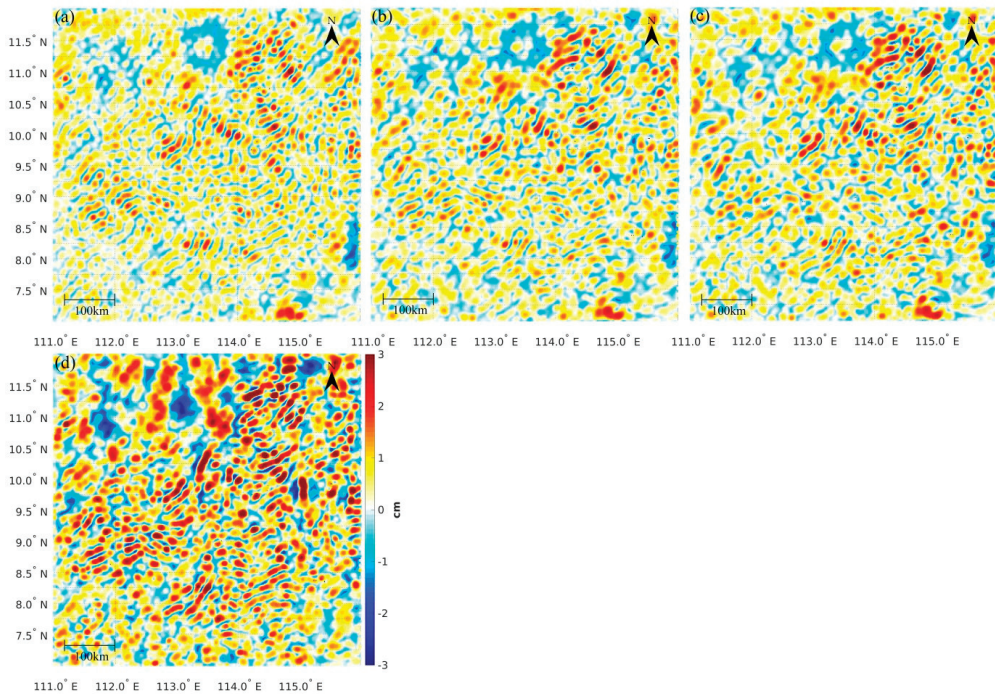 (a) N (b) N (c) N
11.5° N
11.0° N
10.5° N
10.0° N
9.5° N
9.0° N
8.5° N
8.0° N
7.5° N
100km 100km 100km
111.0° E 112.0° E 113.0° E 114.0° E 115.0° E 111.0° E 112.0° E 113.0° E 114.0° E 115.0° E 111.0° E 112.0° E 113.0° E 114.0° E 115.0° E
(d) N 3
11.5° N
11.0° N 2
10.5° N
10.0° N 1
9.5° N 0 cm
9.0° N
8.5° N -1
8.0° N -2
7.5° N
100km -3
111.0° E 112.0° E 113.0° E 114.0° E 115.0° E